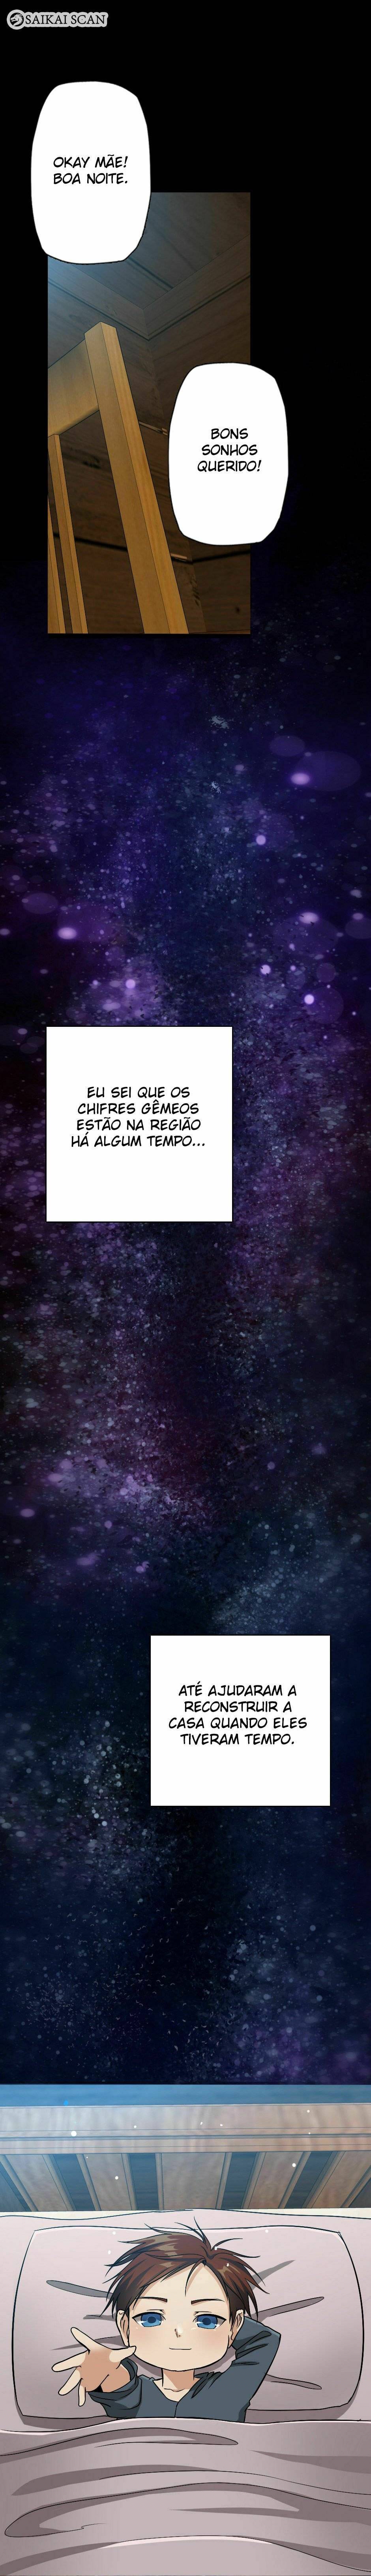 SAIKAI SCAN
OKAY MÃE!
BOA NOITE.
BONS
SONHOS
QUERIDO!
EU SEI QUE OS
CHIFRES GÊMEOS
ESTÃO NA REGIÃO
HÁ ALGUM TEMPO...
ATÉ AJUDARAM A
RECONSTRUIR A
CASA QUANDO ELES
TIVERAM TEMPO.